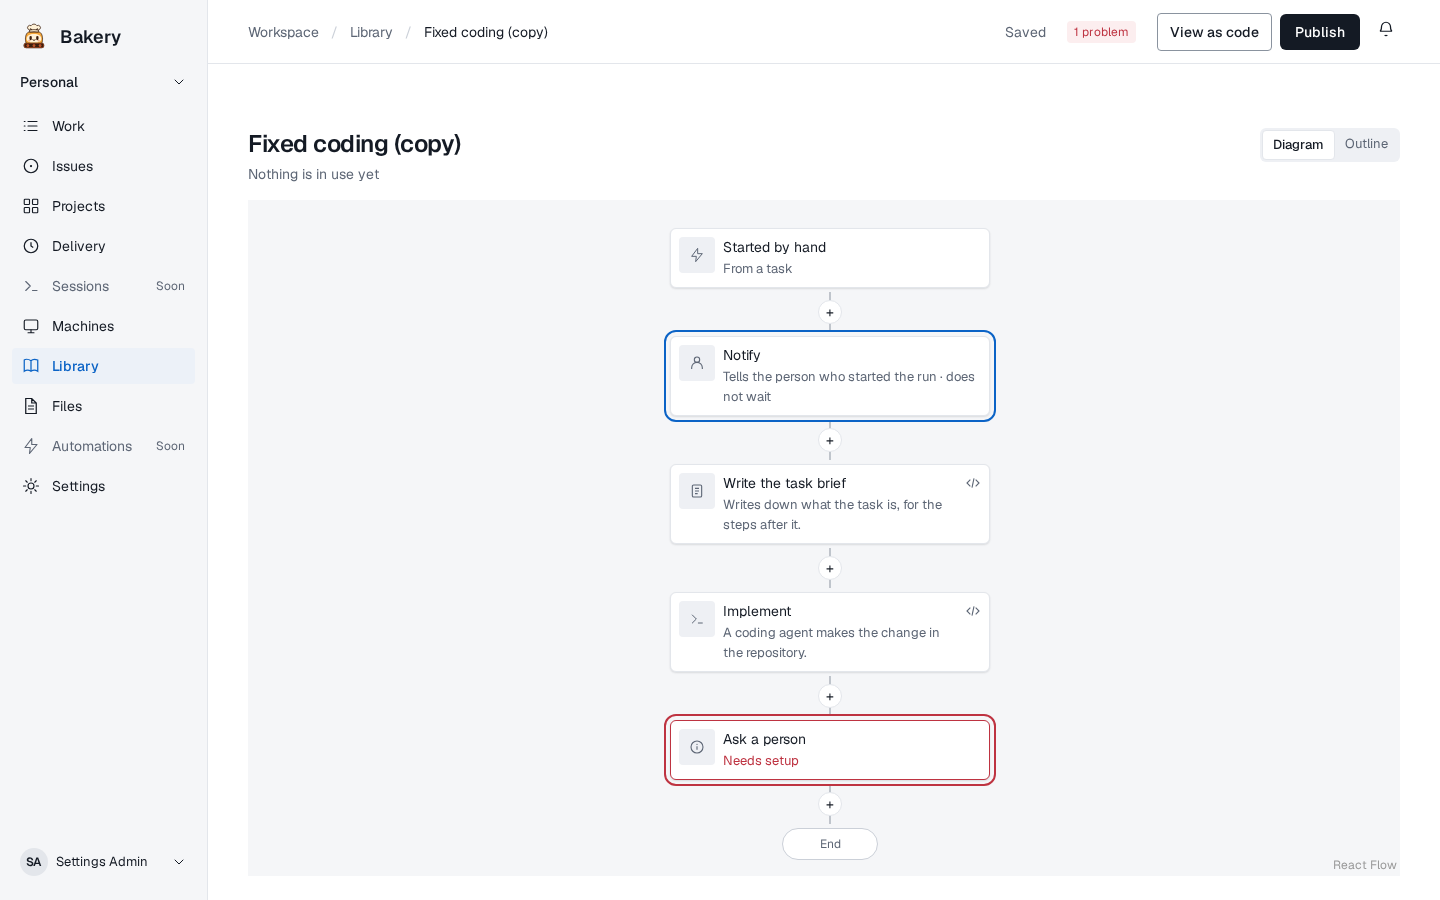 Bakery
Personal
Work
Issues
Projects
Delivery
Sessions Soon
Machines
Library
Files
Automations Soon
Settings
SA Settings Admin
Workspace / Library / Fixed coding (copy)
Saved
1 problem
View as code
Publish
Fixed coding (copy)
Nothing is in use yet
Diagram Outline
Started by hand
From a task
+
Notify
Tells the person who started the run · does
not wait
+
Write the task brief
Writes down what the task is, for the
steps after it.
+
Implement
A coding agent makes the change in
the repository.
+
Ask a person
Needs setup
+
End
React Flow